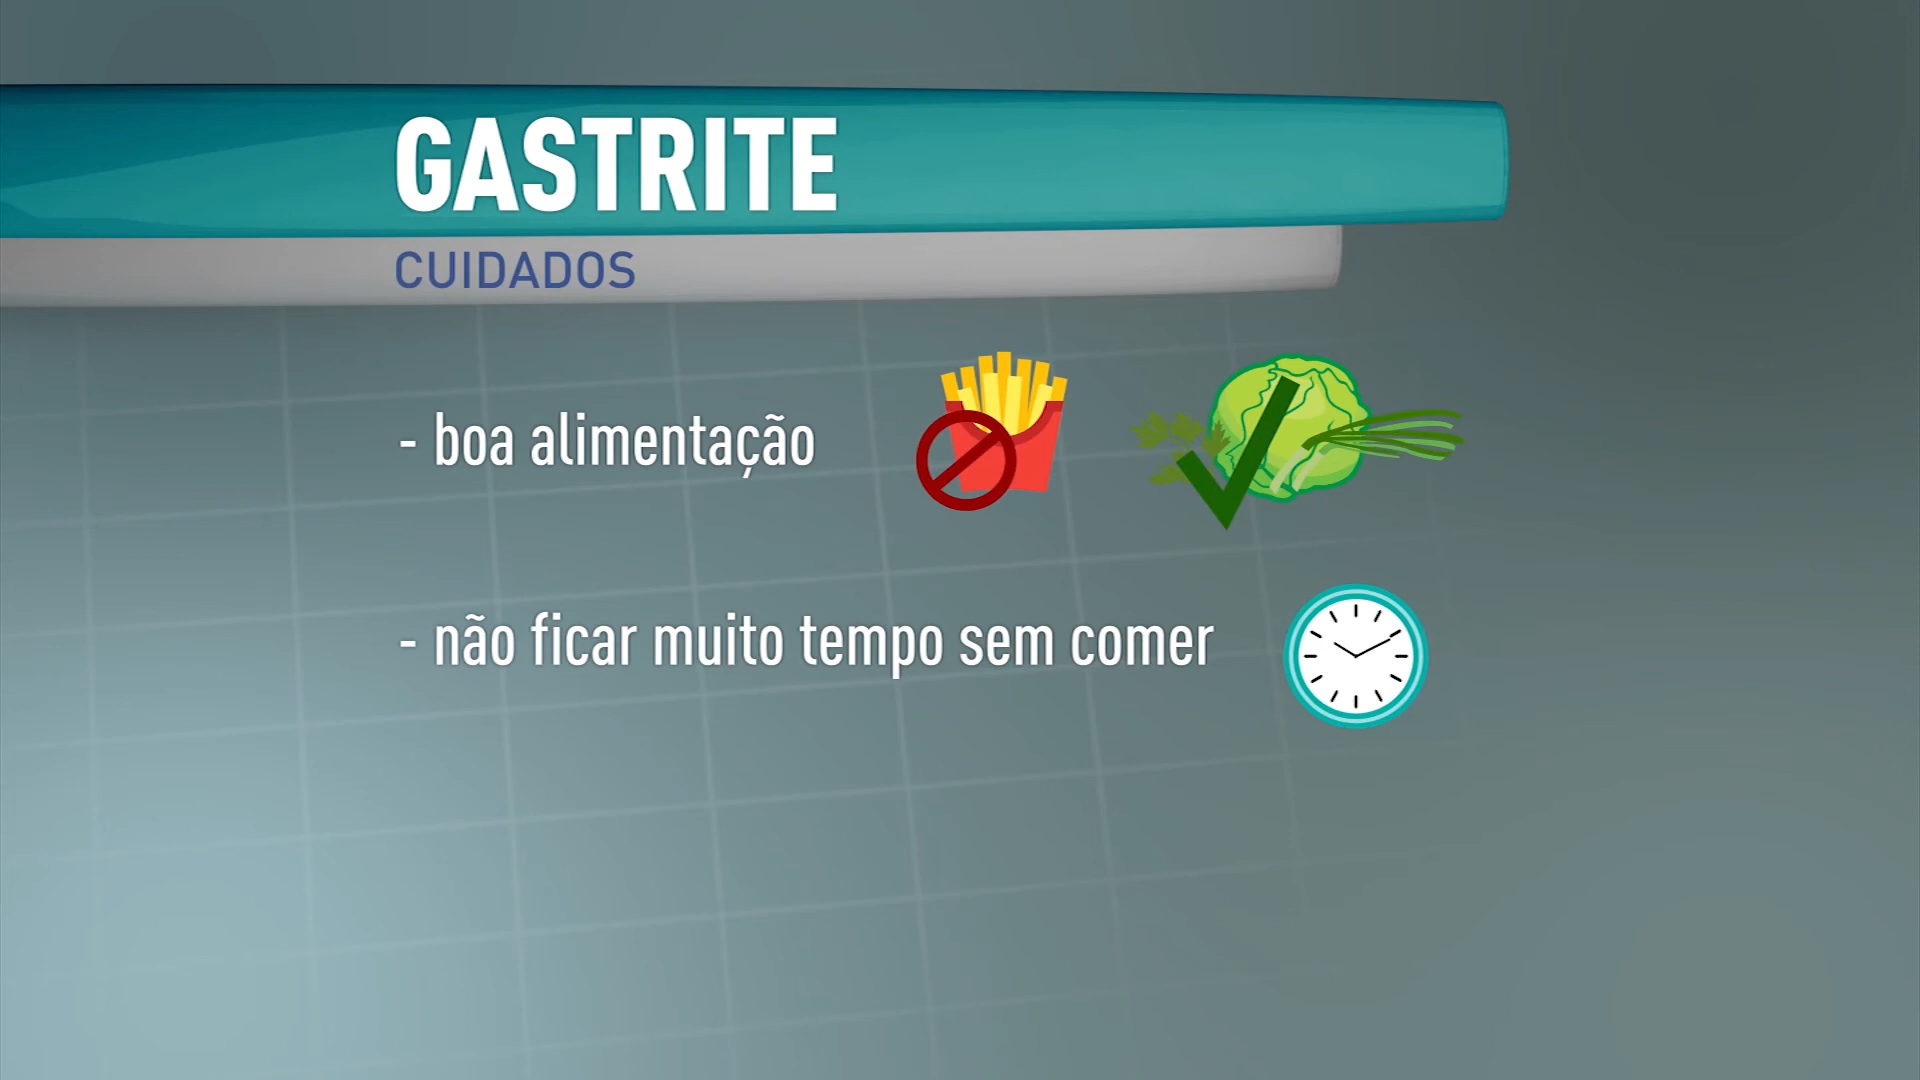 GASTRITE
CUIDADOS
- boa alimentação
- não ficar muito tempo sem comer